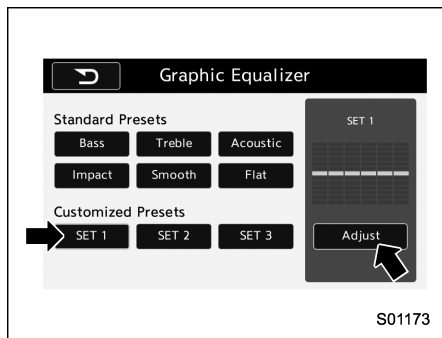 Graphic Equalizer
Standard Presets
Bass Treble Acoustic
Impact Smooth Flat
Customized Presets
SET 1 SET 2 SET 3
SET 1
Adjust
S01173